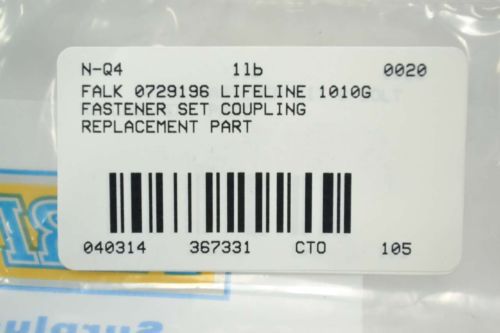 N-Q4 1lb 0020
FALK 0729196 LIFELINE 1010G
FASTENER SET COUPLING
REPLACEMENT PART
040314 367331 CTO 105